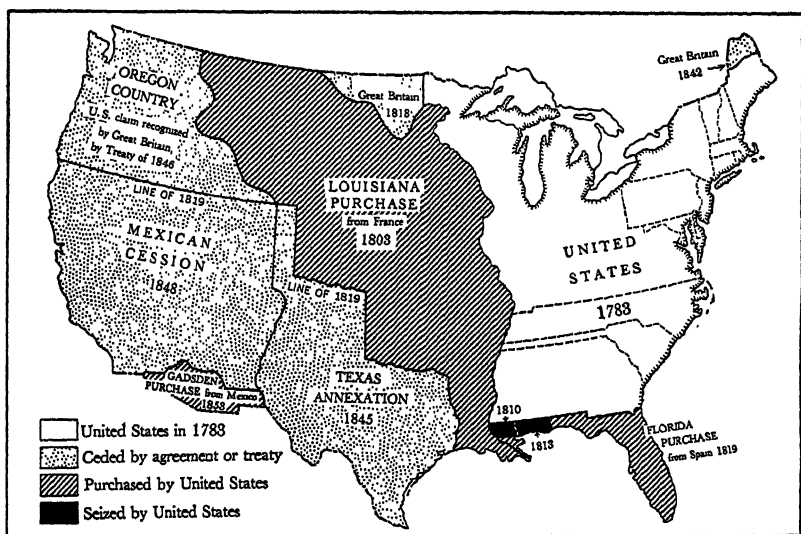 Great Britain
1842
OREGON
COUNTRY
U.S. claim recognized
by Great Britain,
by Treaty of 1846
Great Britain
1818
LOUISIANA
PURCHASE
from France
1803
LINE OF 1819
MEXICAN
CESSION
1848
UNITED
STATES
1783
LINE OF 1819
GADSDEN
PURCHASE from Mexico
1853
TEXAS
ANNEXATION
1845
1810
1813
FLORIDA
PURCHASE
from Spain 1819
United States in 1783
Ceded by agreement or treaty
Purchased by United States
Seized by United States